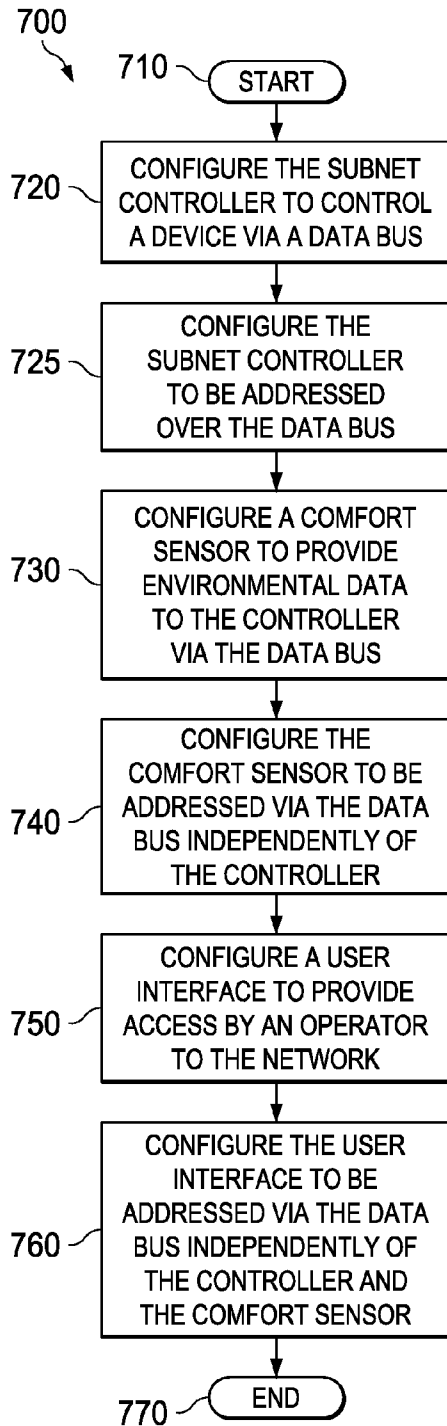 700
710
START
720
CONFIGURE THE SUBNET
CONTROLLER TO CONTROL
A DEVICE VIA A DATA BUS
725
CONFIGURE THE
SUBNET CONTROLLER
TO BE ADDRESSED
OVER THE DATA BUS
730
CONFIGURE A COMFORT
SENSOR TO PROVIDE
ENVIRONMENTAL DATA
TO THE CONTROLLER
VIA THE DATA BUS
740
CONFIGURE THE
COMFORT SENSOR TO BE
ADDRESSED VIA THE DATA
BUS INDEPENDENTLY OF
THE CONTROLLER
750
CONFIGURE A USER
INTERFACE TO PROVIDE
ACCESS BY AN OPERATOR
TO THE NETWORK
760
CONFIGURE THE USER
INTERFACE TO BE
ADDRESSED VIA THE DATA
BUS INDEPENDENTLY OF
THE CONTROLLER AND
THE COMFORT SENSOR
770
END